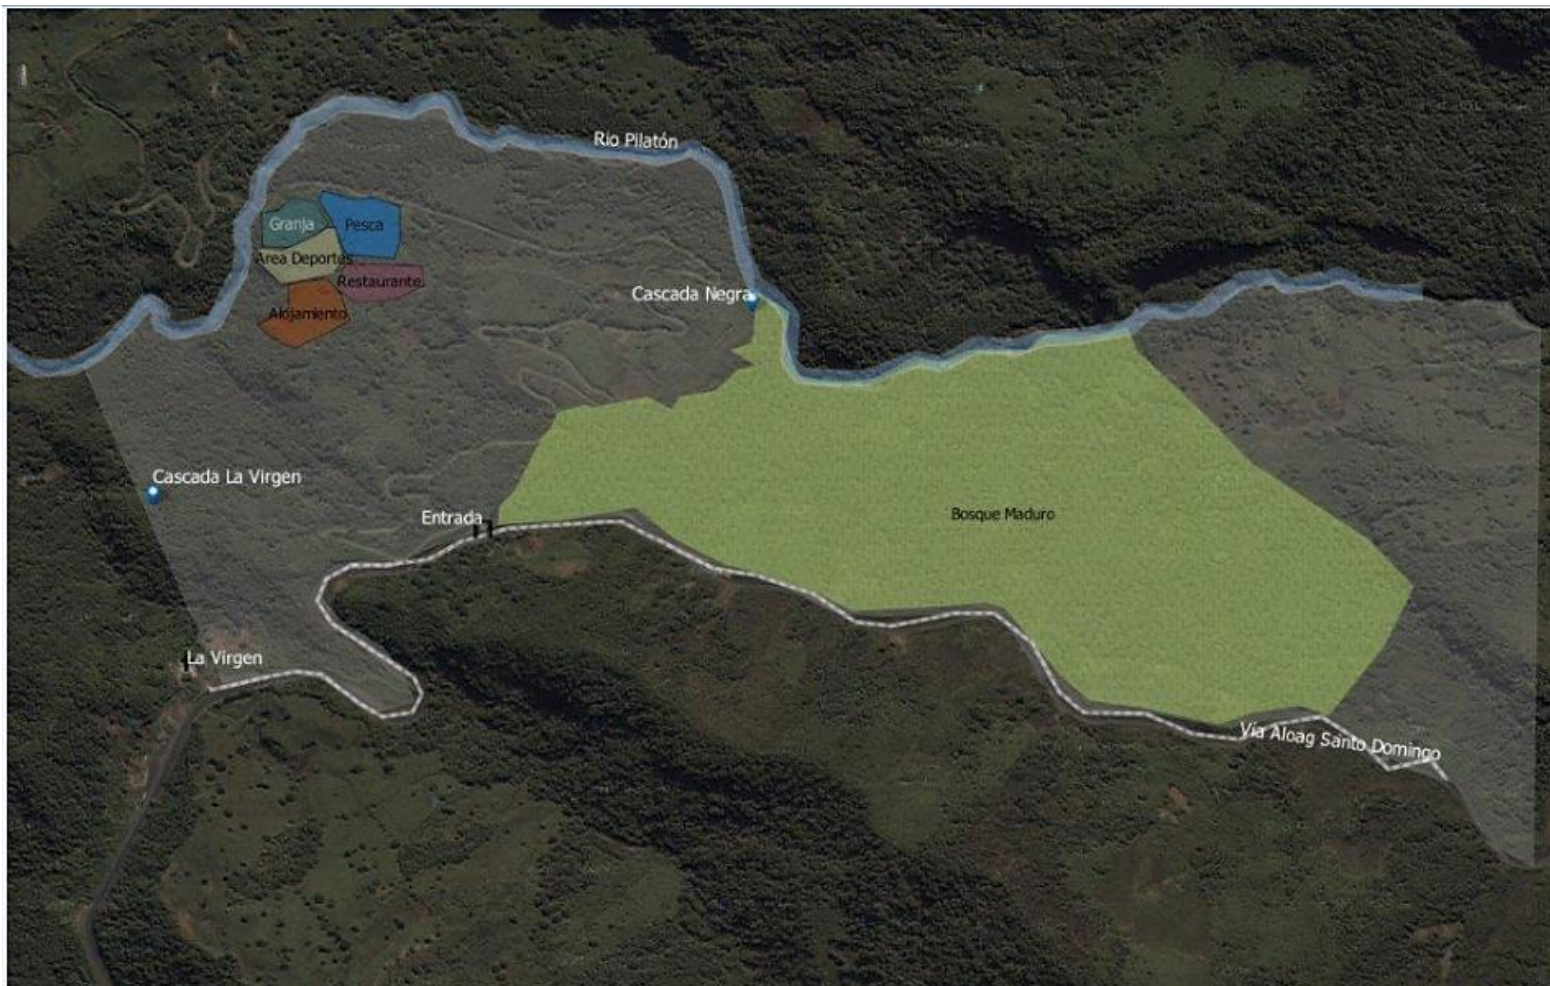 Rio Pilatón
Granja
Pesca
Area Deportes
Restaurante
Alojamiento
Cascada Negra
Cascada La Virgen
Entrada
Bosque Maduro
La Virgen
Via Aloag Santo Domingo